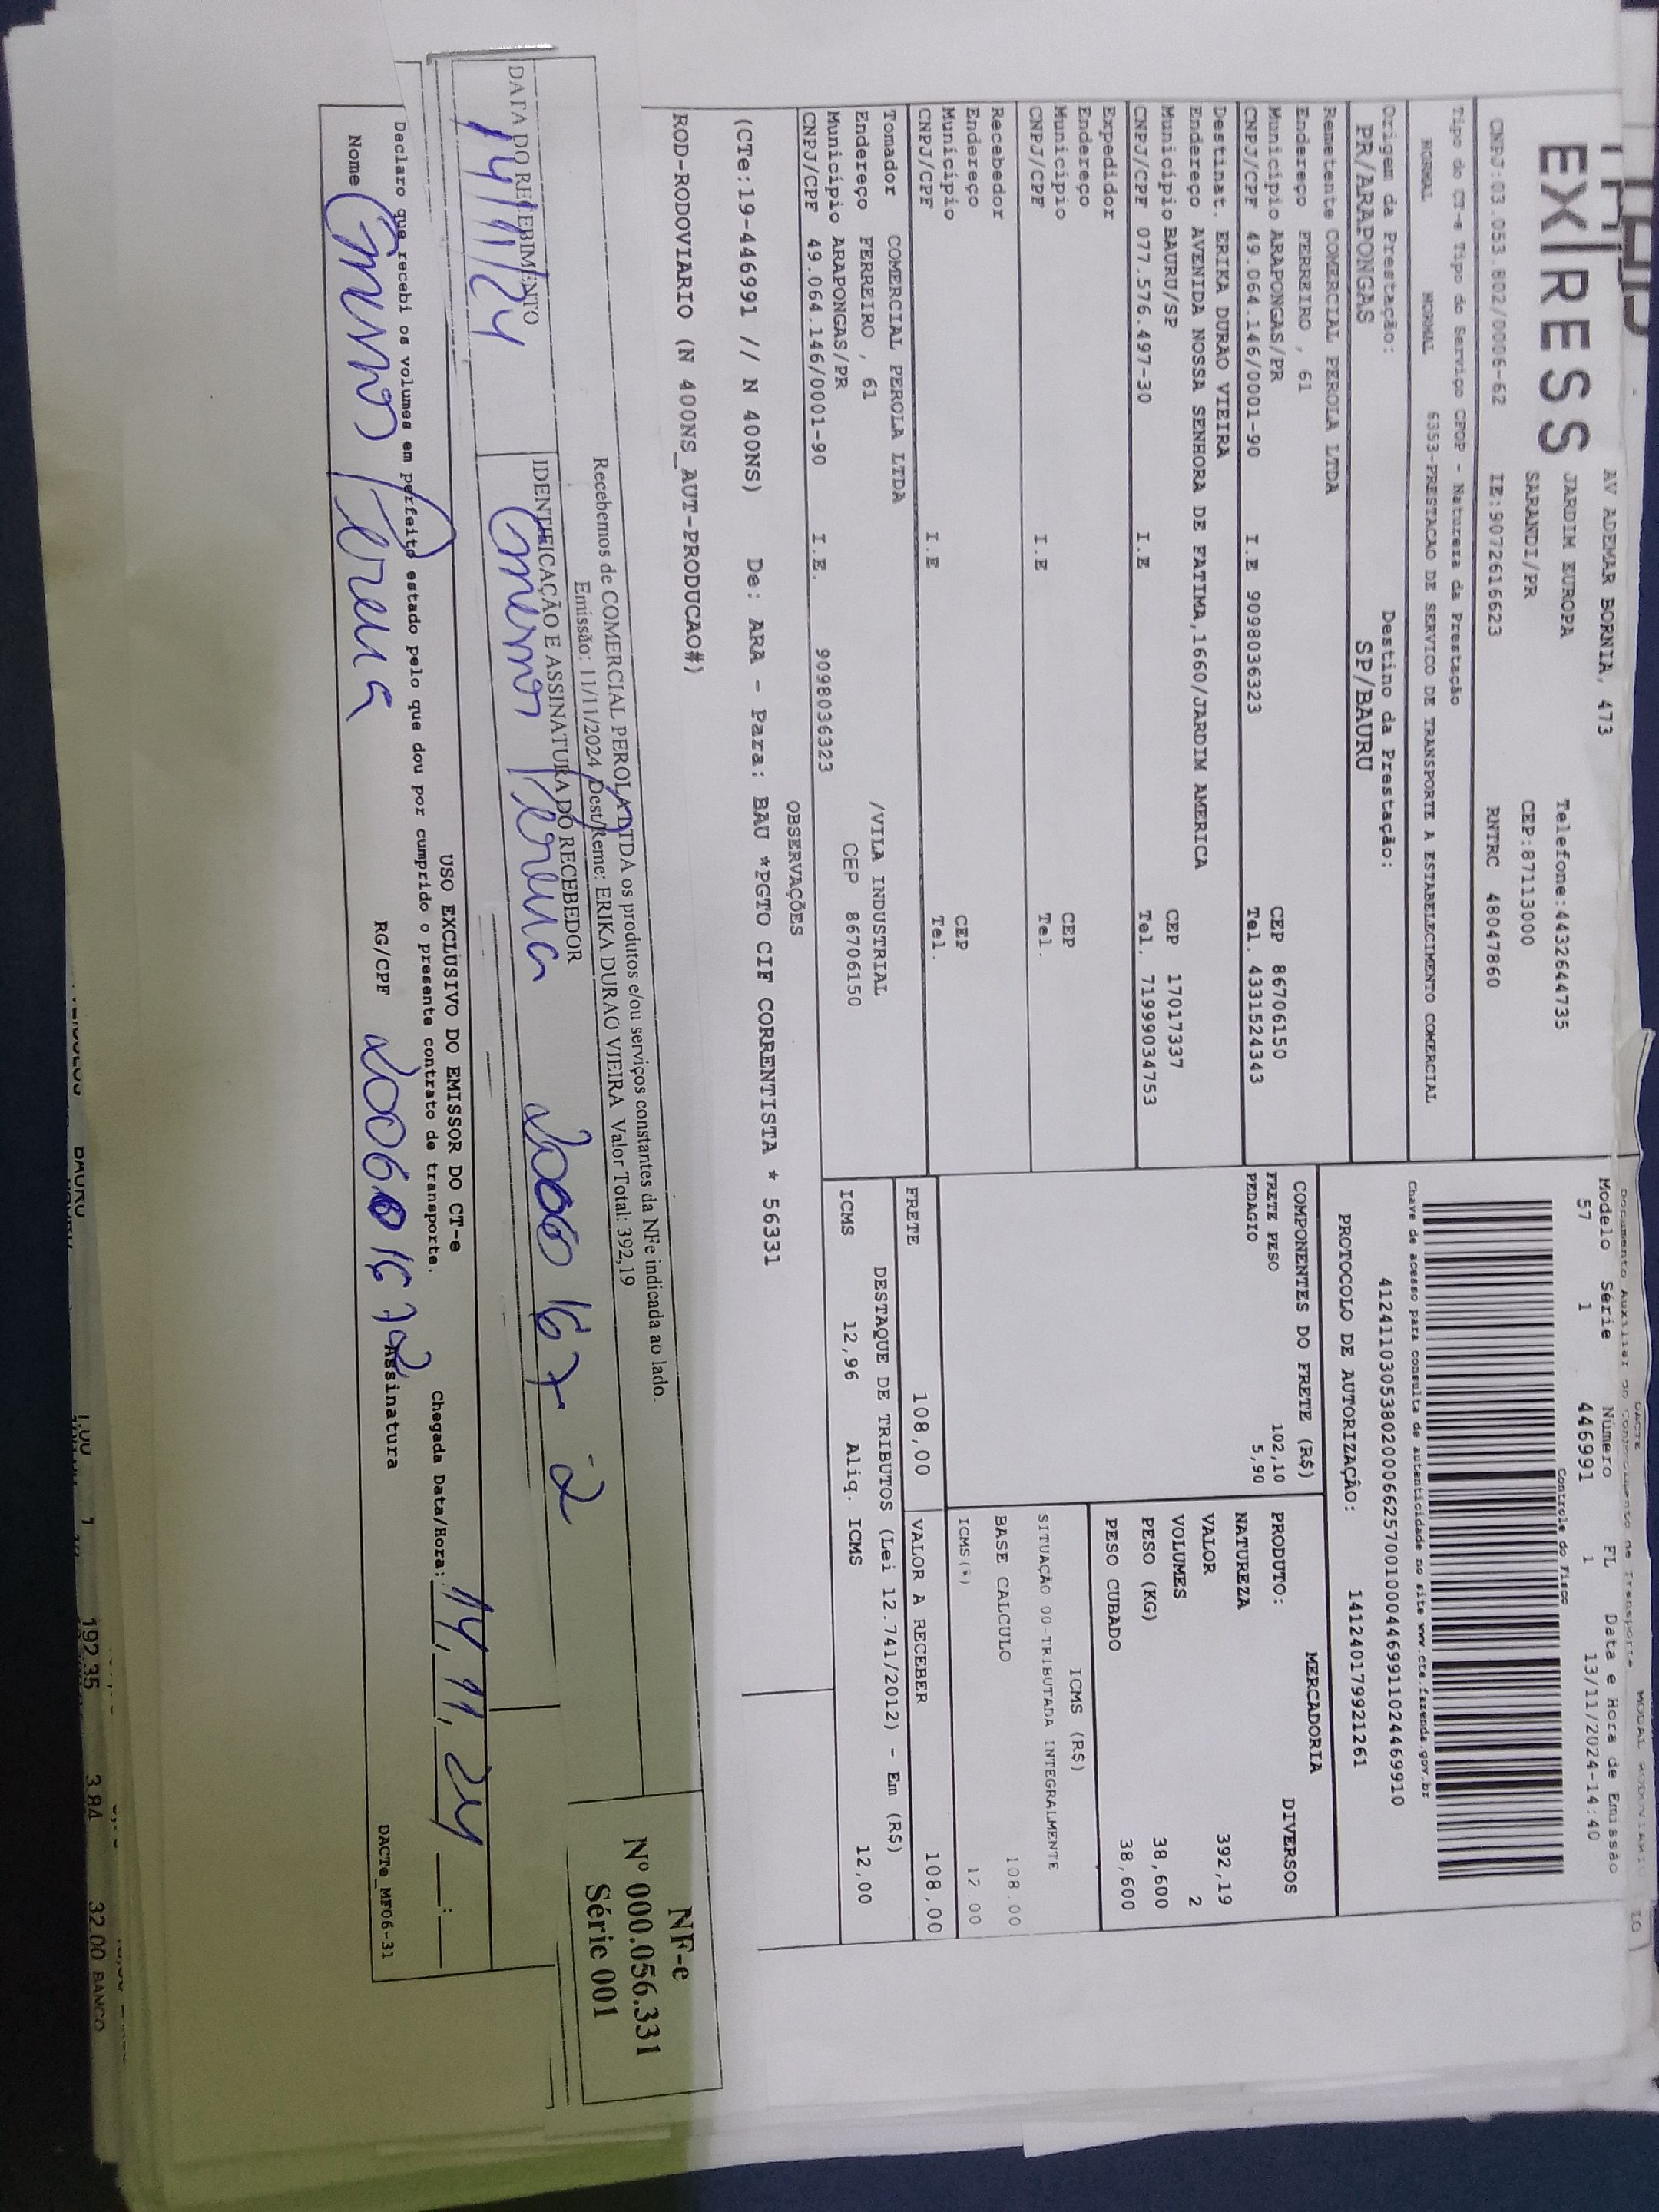 EXPRESS
AV ADEMAR BORNIA, 473
JARDIM EUROPA Telefone:4432644735
SARANDI/PR CEP:87113000
CNPJ:03.053.802/0006-62 IE:9072616623 RNTRC 48047860
Tipo do CT-e Tipo do Serviço CFOP - Natureza da Prestação
NORMAL NORMAL 6353-PRESTACAO DE SERVICO DE TRANSPORTE A ESTABELECIMENTO COMERCIAL
Origem da Prestação: Destino da Prestação:
PR/ARAPONGAS SP/BAURU
Remetente COMERCIAL PEROLA LTDA
Endereço FERREIRO , 61
Município ARAPONGAS/PR CEP 86706150
CNPJ/CPF 49.064.146/0001-90 I.E 9098036323 Tel. 4331524343
Destinat. ERIKA DURAO VIEIRA
Endereço AVENIDA NOSSA SENHORA DE FATIMA,1660/JARDIM AMERICA
Município BAURU/SP CEP 17017337
CNPJ/CPF 077.576.497-30 I.E Tel. 71999034753
Expedidor
Endereço
Município CEP
CNPJ/CPF I.E Tel.
Recebedor
Endereço
Município CEP
CNPJ/CPF I.E Tel.
Tomador COMERCIAL PEROLA LTDA
Endereço FERREIRO , 61 /VILA INDUSTRIAL
Município ARAPONGAS/PR CEP 86706150
CNPJ/CPF 49.064.146/0001-90 I.E. 9098036323
DACTE
Documento Auxiliar do Conhecimento de Transporte
MODAL RODOVIARIO
Modelo Série Número FL Data e Hora de Emissão
57 1 446991 1 13/11/2024-14:40
Controle do Fisco
Chave de acesso para consulta de autenticidade no site www.cte.fazenda.gov.br
41241103053802000662570010004469911024469910
PROTOCOLO DE AUTORIZAÇÃO: 141240179921261
COMPONENTES DO FRETE (R$)
FRETE PESO 102,10
PEDAGIO 5,90
MERCADORIA
PRODUTO: DIVERSOS
NATUREZA
VALOR 392,19
VOLUMES 2
PESO (KG) 38,600
PESO CUBADO 38,600
ICMS (R$)
SITUAÇÃO 00-TRIBUTADA INTEGRALMENTE
BASE CALCULO 108.00
ICMS(%) 12.00
FRETE 108,00 VALOR A RECEBER 108,00
DESTAQUE DE TRIBUTOS (Lei 12.741/2012) - Em (R$)
ICMS 12,96 Aliq. ICMS 12,00
OBSERVAÇÕES
(CTe:19-446991 // N 400NS) De: ARA - Para: BAU *PGTO CIF CORRENTISTA * 56331
ROD-RODOVIARIO (N 400NS_AUT-PRODUCAO#)
Recebemos de COMERCIAL PEROLA LTDA os produtos e/ou serviços constantes da NFe indicada ao lado.
Emissão: 11/11/2024 Dest/Reme: ERIKA DURAO VIEIRA Valor Total: 392,19
DATA DO RECEBIMENTO IDENTIFICAÇÃO E ASSINATURA DO RECEBEDOR
14/11/24
NF-e
Nº 000.056.331
Série 001
USO EXCLUSIVO DO EMISSOR DO CT-e
Declaro que recebi os volumes em perfeito estado pelo que dou por cumprido o presente contrato de transporte. Chegada Data/Hora: 14, 11, 24 __:__
Nome RG/CPF Assinatura
DACTe_MF06-31
192.35 3.84 32.00 BANCO